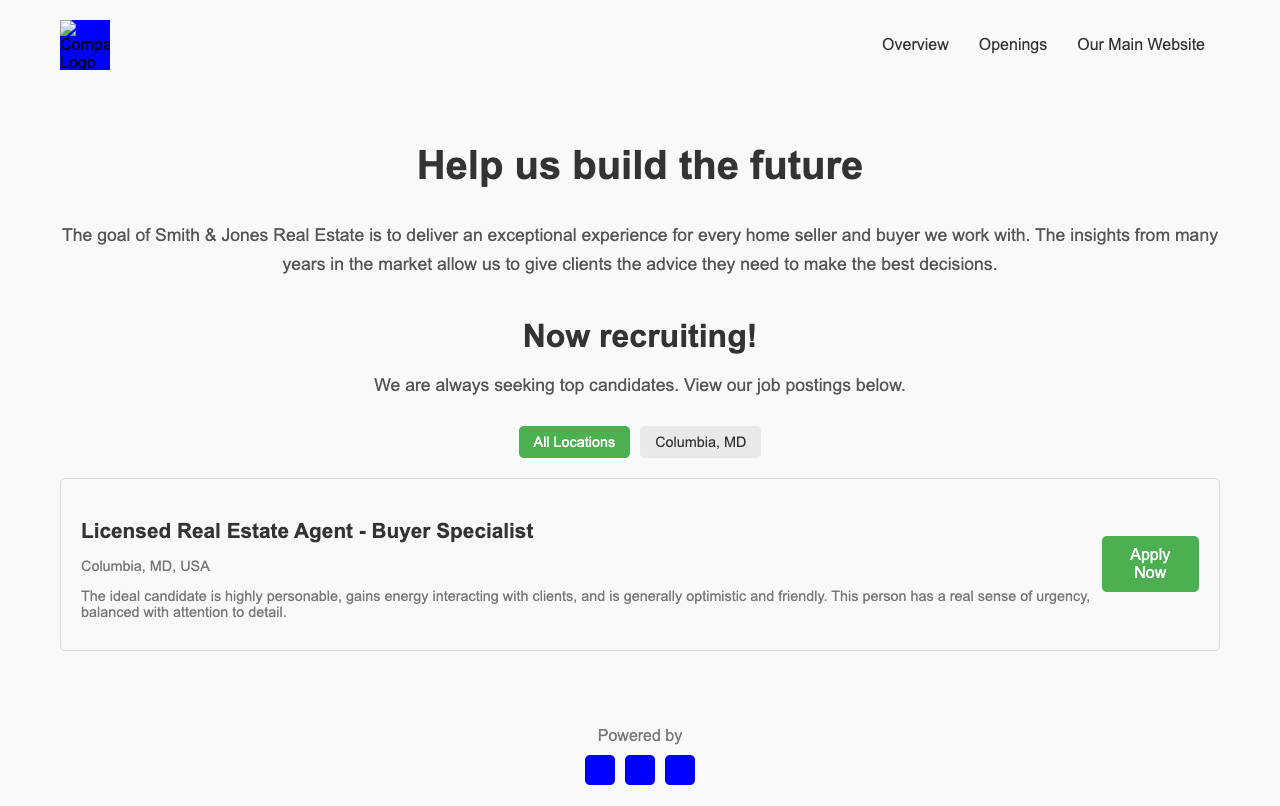 Logo
Overview
Openings
Our Main Website
Help us build the future
The goal of Smith & Jones Real Estate is to deliver an exceptional experience for every home seller and buyer we work with. The insights from many
years in the market allow us to give clients the advice they need to make the best decisions.
Now recruiting!
We are always seeking top candidates. View our job postings below.
All Locations
Columbia, MD
Licensed Real Estate Agent - Buyer Specialist
Columbia, MD, USA
The ideal candidate is highly personable, gains energy interacting with clients, and is generally optimistic and friendly. This person has a real sense of urgency,
balanced with attention to detail.
Apply
Now
Powered by